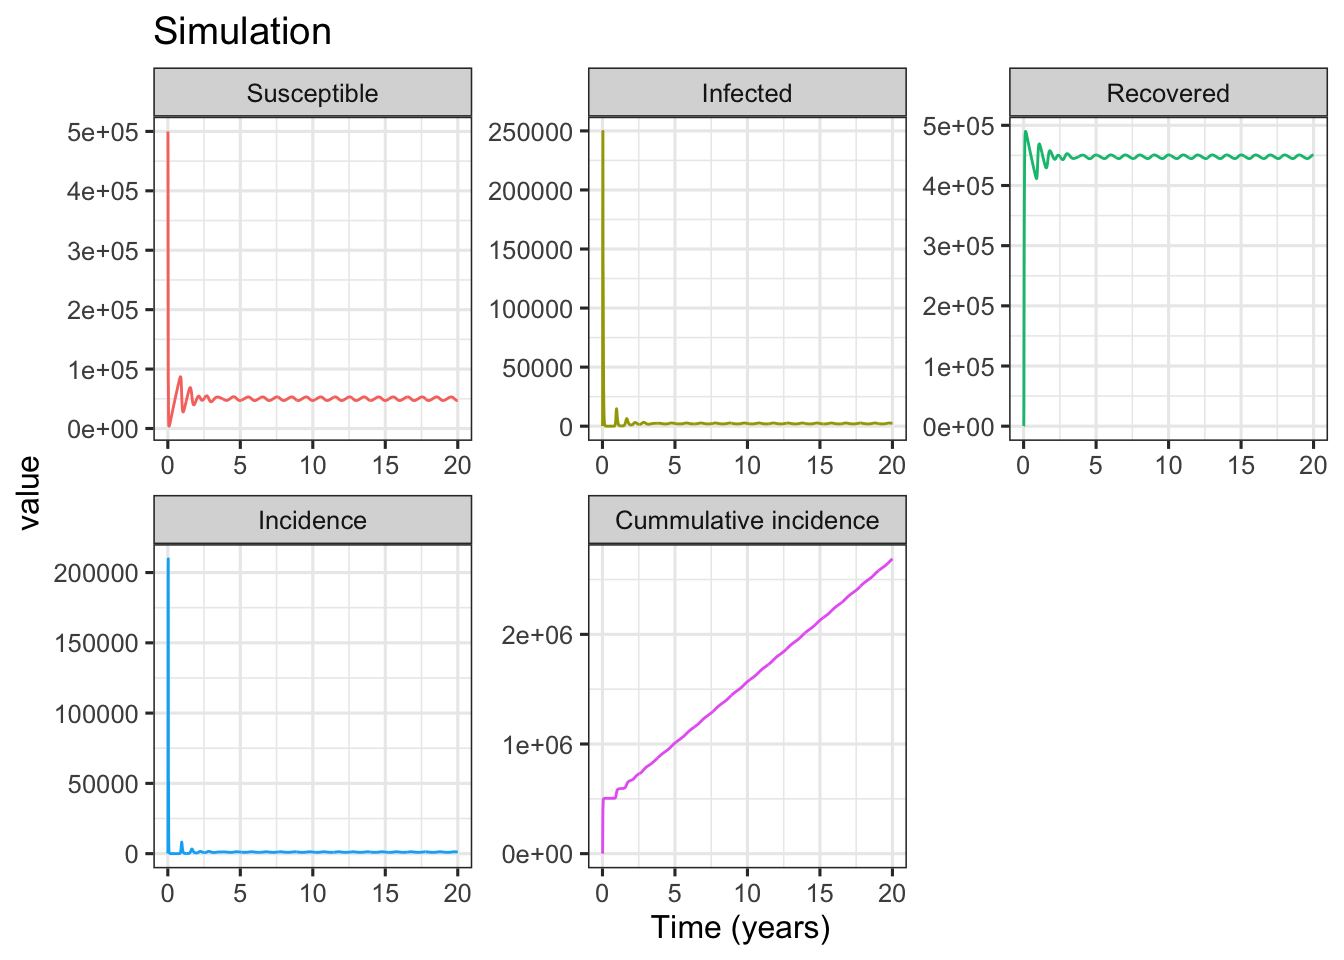 Simulation
Susceptible
Infected
Recovered
5e+05
4e+05
3e+05
2e+05
1e+05
0e+00
250000
200000
150000
100000
50000
0
5e+05
4e+05
3e+05
2e+05
1e+05
0e+00
0 5 10 15 20
0 5 10 15 20
0 5 10 15 20
value
Incidence
Cummulative incidence
200000
150000
100000
50000
0
2e+06
1e+06
0e+00
0 5 10 15 20
0 5 10 15 20
Time (years)